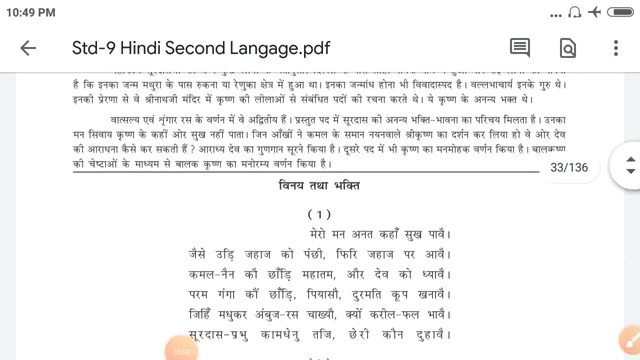 10:49 PM
Std-9 Hindi Second Langage.pdf
है कि इनका जन्म मथुरा के पास रुकना या रेणुका क्षेत्र में हुआ था। इनका जन्मांध होना भी विवादास्पद है। वल्लभाचार्य इनके गुरु थे।
इनकी प्रेरणा से वे श्रीनाथजी मंदिर में कृष्ण की लीलाओं से संबंधित पदों की रचना करते थे। ये कृष्ण के अनन्य भक्त थे।
वात्सल्य एवं शृंगार रस के वर्णन में वे अद्वितीय हैं। प्रस्तुत पद में सूरदास की अनन्य भक्ति-भावना का परिचय मिलता है। उनका
मन सिवाय कृष्ण के कहीं ओर सुख नहीं पाता। जिन आँखों ने कमल के समान नयनवाले श्रीकृष्ण का दर्शन कर लिया हो वे ओर देव
की आराधना कैसे कर सकती हैं ? आराध्य देव का गुणगान सूरने किया है। दूसरे पद में भी कृष्ण का मनमोहक वर्णन किया है। बालकृष्ण
की चेष्टाओं के माध्यम से बालक कृष्ण का मनोरम्य वर्णन किया है।
33/136
विनय तथा भक्ति
(1)
मेरो मन अनत कहाँ सुख पावै।
जैसे उड़ि जहाज को पंछी, फिरि जहाज पर आवै।
कमल-नैन कौ छाँड़ि महातम, और देव को ध्यावै।
परम गंगा कौं छाँड़ि, पियासौ, दुरमति कूप खनावै।
जिहिँ मधुकर अंबुज-रस चाख्यौ, क्यों करील-फल भावै।
सूरदास-प्रभु कामधेनु तजि, छेरी कौन दुहावै।